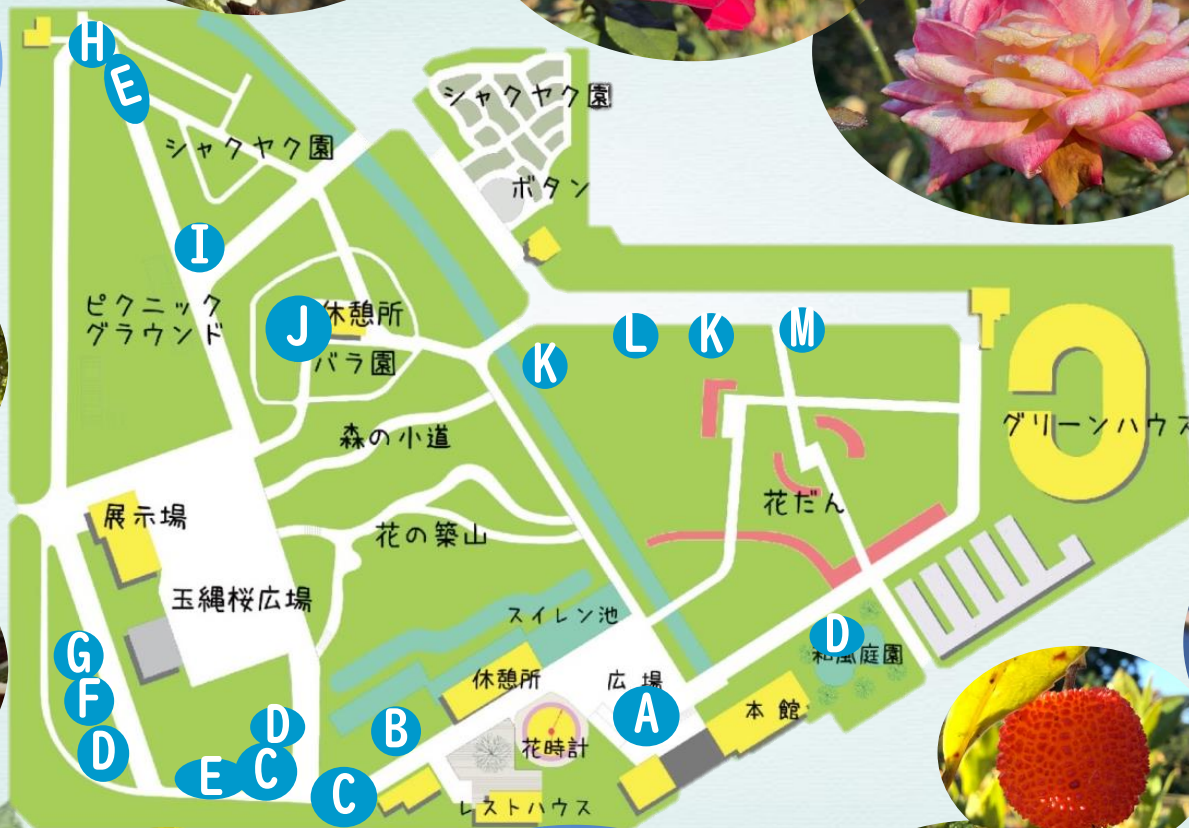 H
E
シャクヤク園
シャクヤク園
ボタン
I
ピクニック
グラウンド
J
休憩所
バラ園
L
K
M
K
森の小道
グリーンハウス
花の築山
花だん
展示場
玉縄桜広場
スイレン池
D
和風庭園
G
F
D
休憩所
広場
A
本館
B
花時計
D
C
E
C
レストハウス